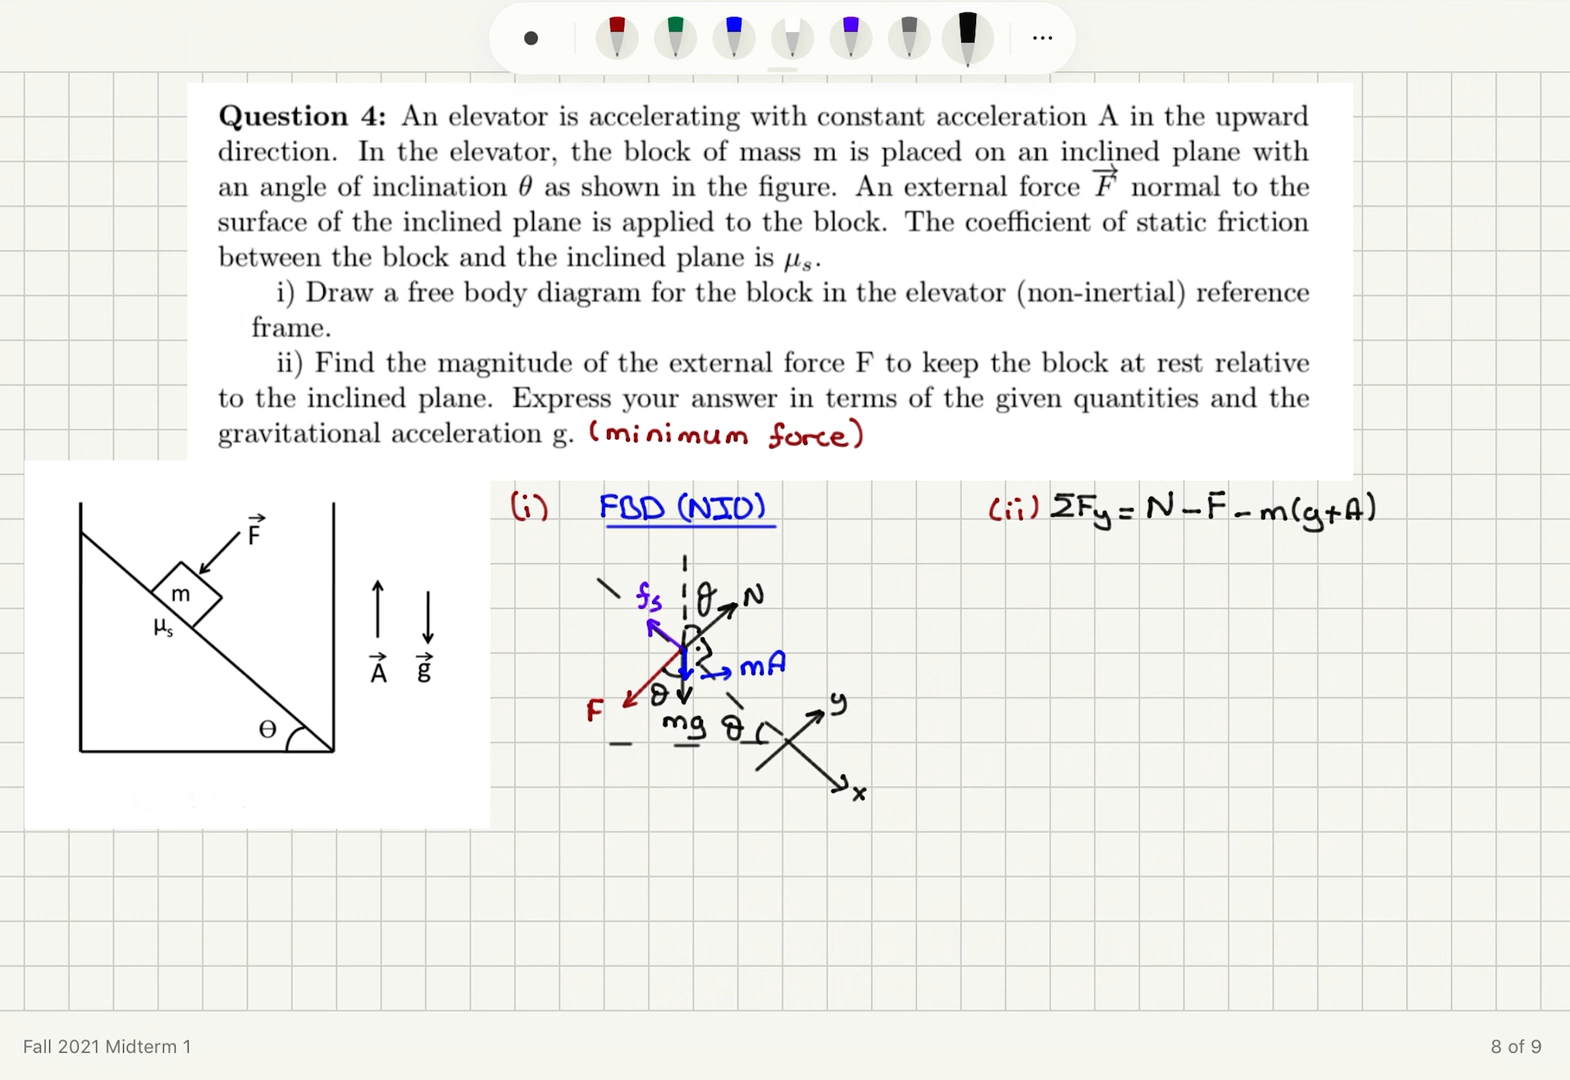 Question 4: An elevator is accelerating with constant acceleration A in the upward
direction. In the elevator, the block of mass m is placed on an inclined plane with
an angle of inclination θ as shown in the figure. An external force F⃗ normal to the
surface of the inclined plane is applied to the block. The coefficient of static friction
between the block and the inclined plane is μₛ.
i) Draw a free body diagram for the block in the elevator (non-inertial) reference
frame.
ii) Find the magnitude of the external force F to keep the block at rest relative
to the inclined plane. Express your answer in terms of the given quantities and the
gravitational acceleration g. (minimum force)
F⃗
m
μₛ
A⃗ g⃗
θ
(i) FBD (NIO)
fₛ θ N
mA
F θ
mg θ y
x
(ii) ΣFy = N - F - m(g+A)
Fall 2021 Midterm 1
8 of 9